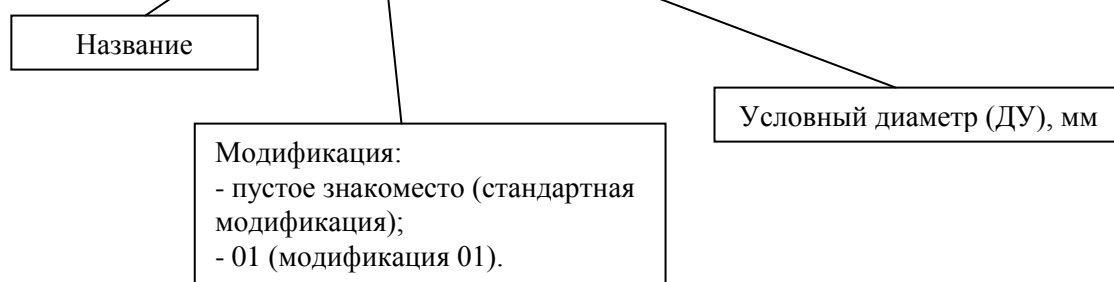 Название
Условный диаметр (ДУ), мм
Модификация:
- пустое знакоместо (стандартная
модификация);
- 01 (модификация 01).